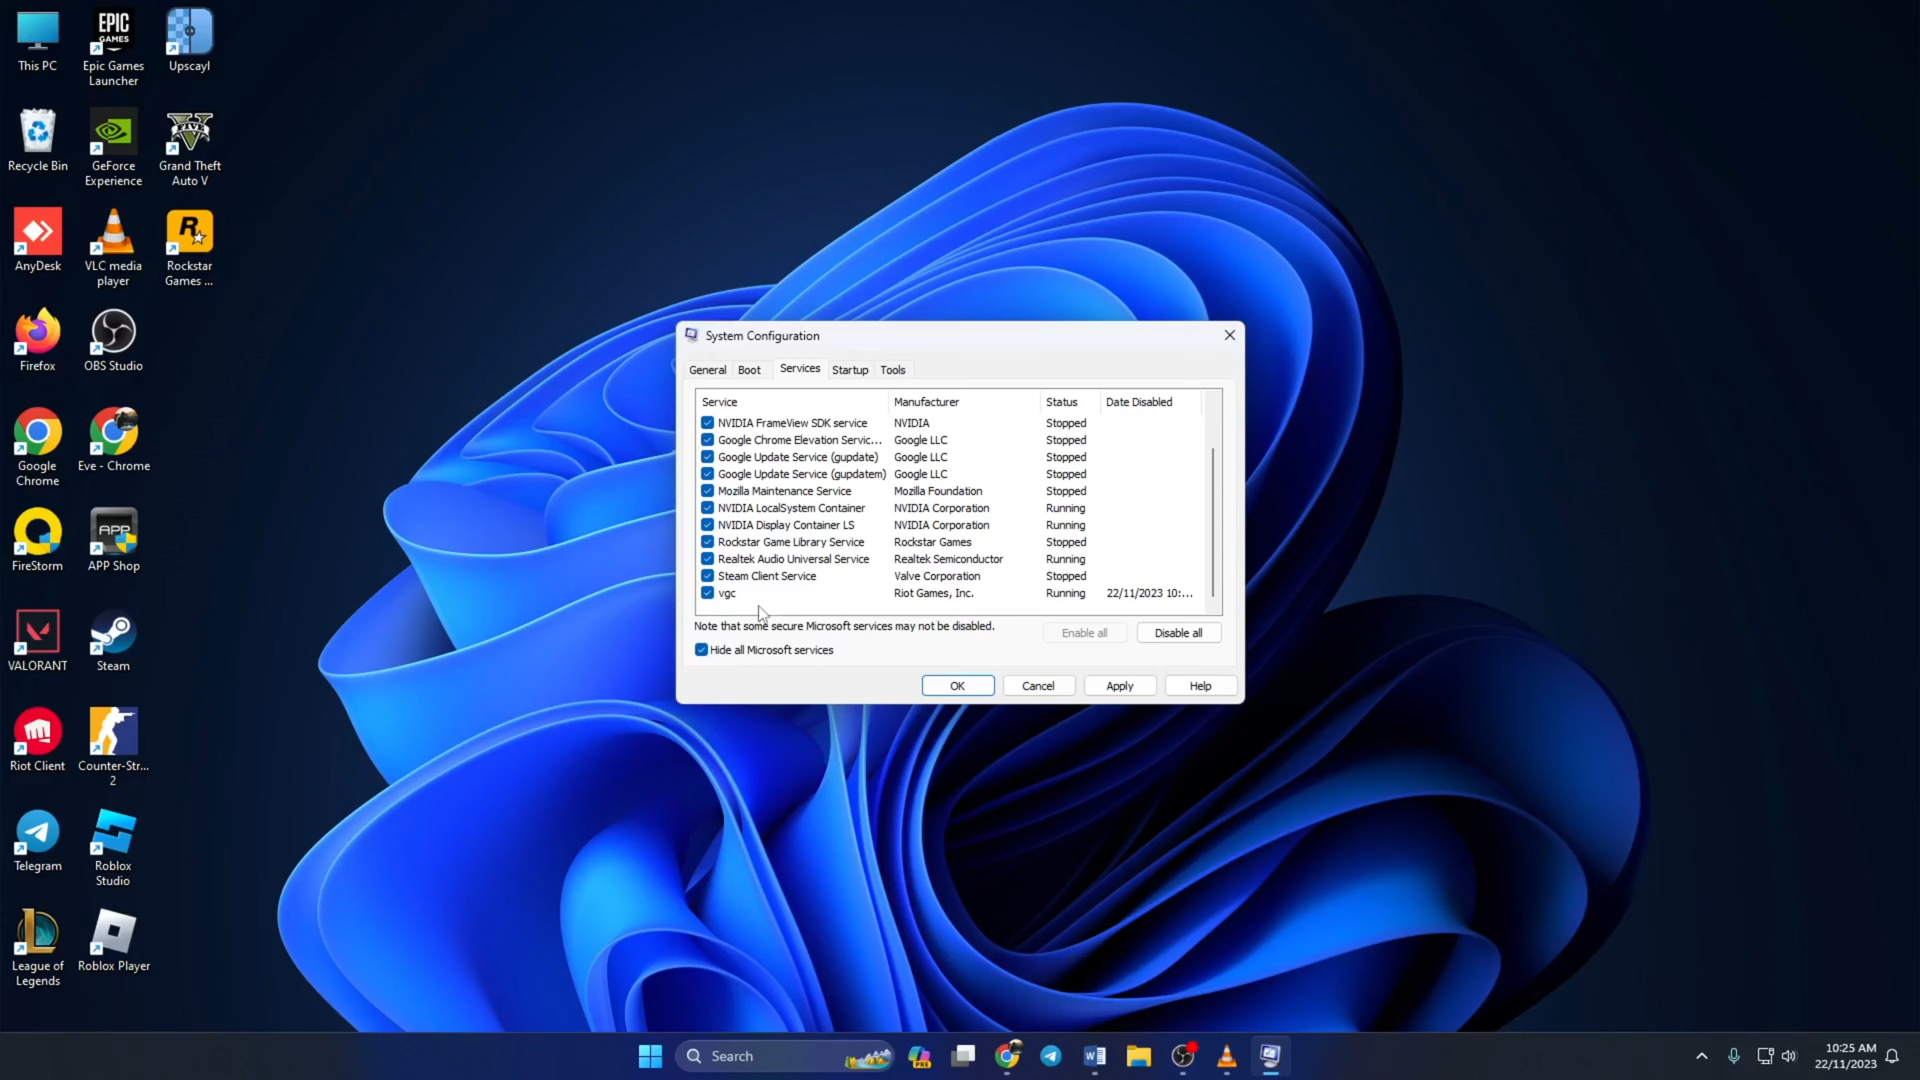 This PC
EPIC
GAMES
Epic Games
Launcher
Upscayl
Recycle Bin
GeForce
Experience
FIVE
Grand Theft
Auto V
AnyDesk
VLC media
player
R
Rockstar
Games ...
Firefox
OBS Studio
Google
Chrome
Eve - Chrome
FireStorm
APP
APP Shop
VALORANT
Steam
Riot Client
Counter-Str...
2
Telegram
Roblox
Studio
League of
Legends
Roblox Player
System Configuration
General Boot Services Startup Tools
Service Manufacturer Status Date Disabled
NVIDIA FrameView SDK service NVIDIA Stopped
Google Chrome Elevation Servic... Google LLC Stopped
Google Update Service (gupdate) Google LLC Stopped
Google Update Service (gupdatem) Google LLC Stopped
Mozilla Maintenance Service Mozilla Foundation Stopped
NVIDIA LocalSystem Container NVIDIA Corporation Running
NVIDIA Display Container LS NVIDIA Corporation Running
Rockstar Game Library Service Rockstar Games Stopped
Realtek Audio Universal Service Realtek Semiconductor Running
Steam Client Service Valve Corporation Stopped
vgc Riot Games, Inc. Running 22/11/2023 10:...
Note that some secure Microsoft services may not be disabled.
Enable all Disable all
Hide all Microsoft services
OK Cancel Apply Help
Search
PRE
10:25 AM
22/11/2023